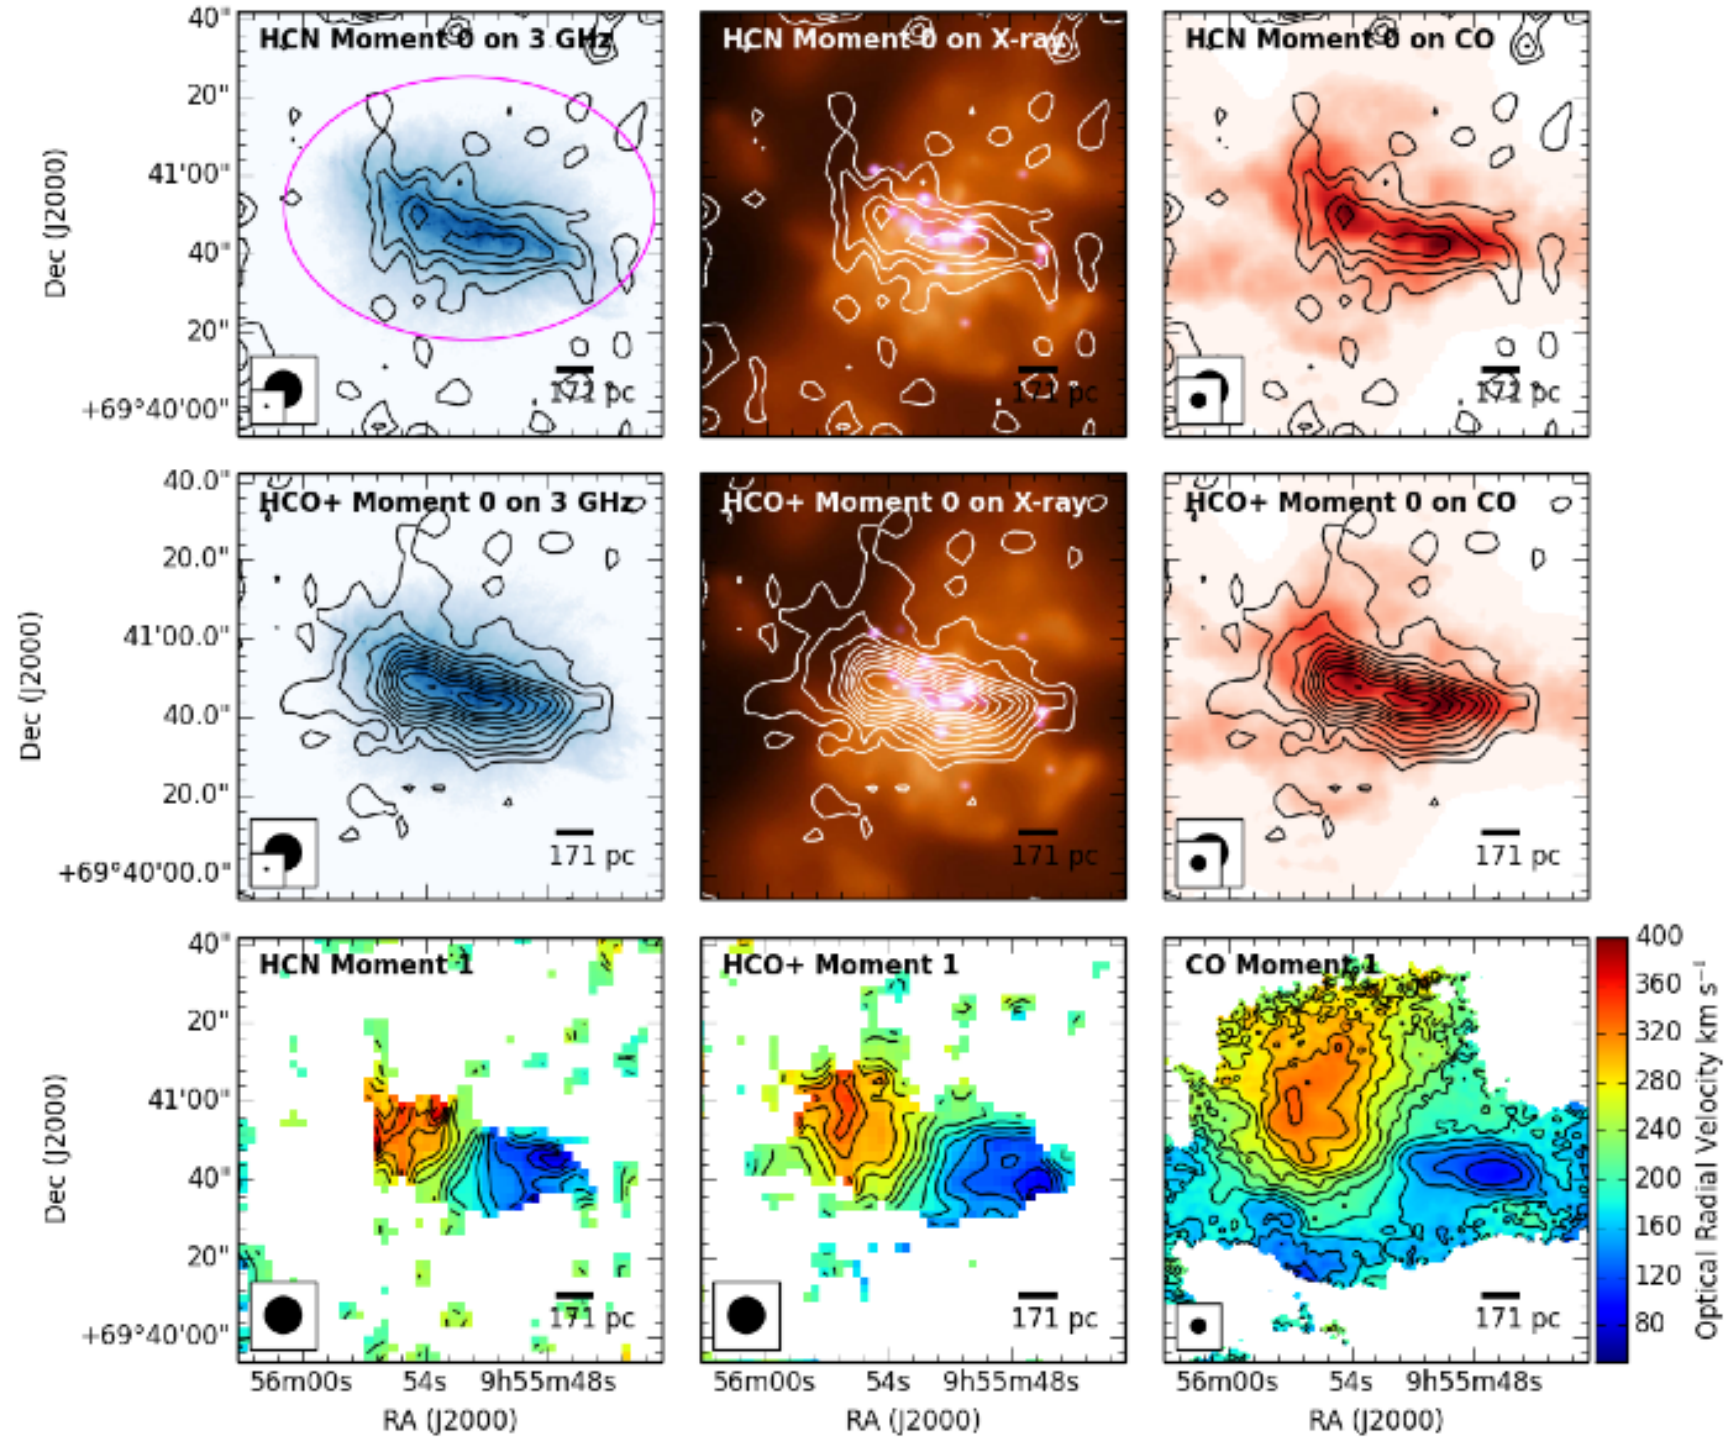 HCN Moment 0 on 3 GHz
HCN Moment 0 on X-ray
HCN Moment 0 on CO
40"
20"
41'00"
40"
20"
+69°40'00"
Dec (J2000)
171 pc
171 pc
171 pc
HCO+ Moment 0 on 3 GHz
HCO+ Moment 0 on X-ray
HCO+ Moment 0 on CO
40.0"
20.0"
41'00.0"
40.0"
20.0"
+69°40'00.0"
Dec (J2000)
171 pc
171 pc
171 pc
HCN Moment 1
HCO+ Moment 1
CO Moment 1
40"
20"
41'00"
40"
20"
+69°40'00"
Dec (J2000)
171 pc
171 pc
171 pc
400
360
320
280
240
200
160
120
80
Optical Radial Velocity km s⁻¹
56m00s 54s 9h55m48s
56m00s 54s 9h55m48s
56m00s 54s 9h55m48s
RA (J2000)
RA (J2000)
RA (J2000)